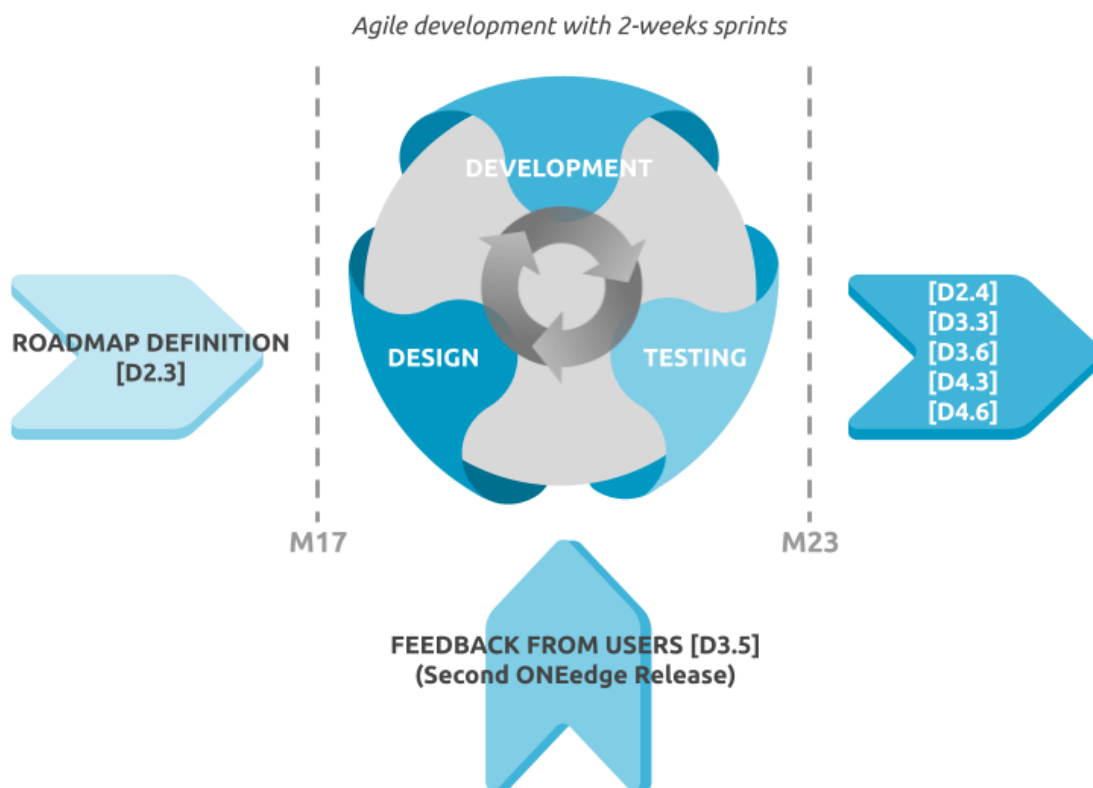 Agile development with 2-weeks sprints
DEVELOPMENT
ROADMAP DEFINITION
[D2.3]
DESIGN
TESTING
[D2.4]
[D3.3]
[D3.6]
[D4.3]
[D4.6]
M17
M23
FEEDBACK FROM USERS [D3.5]
(Second ONEedge Release)